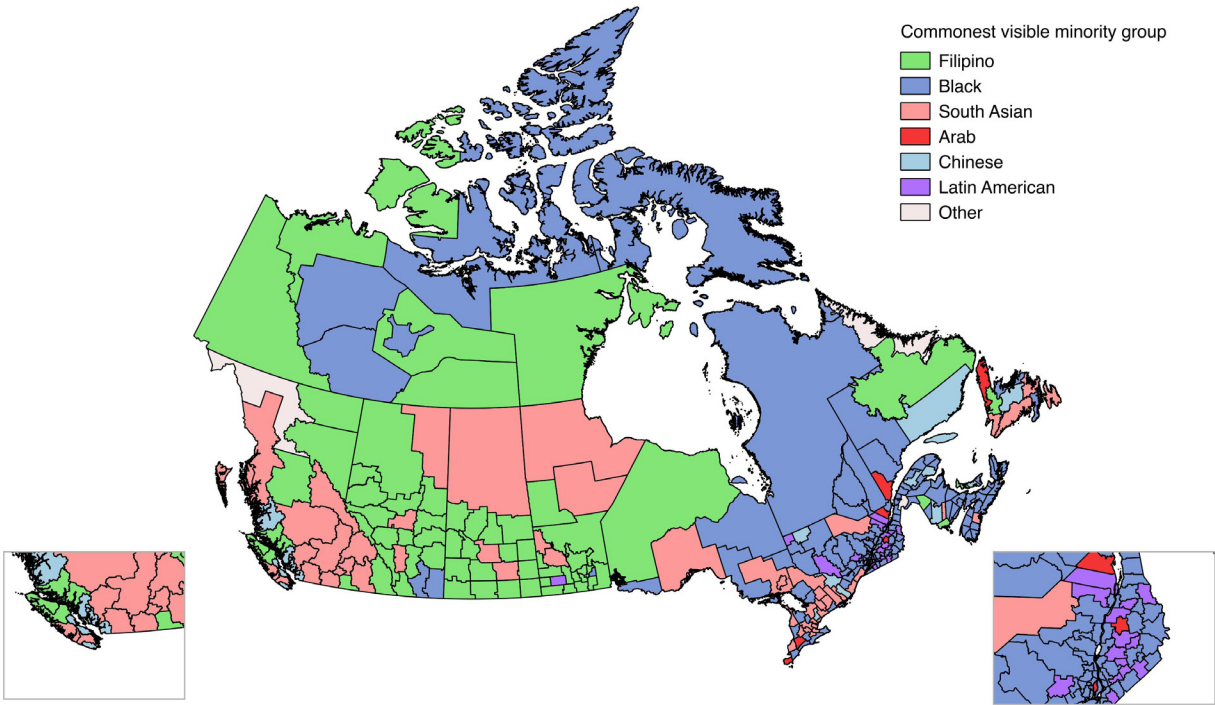 Commonest visible minority group
Filipino
Black
South Asian
Arab
Chinese
Latin American
Other